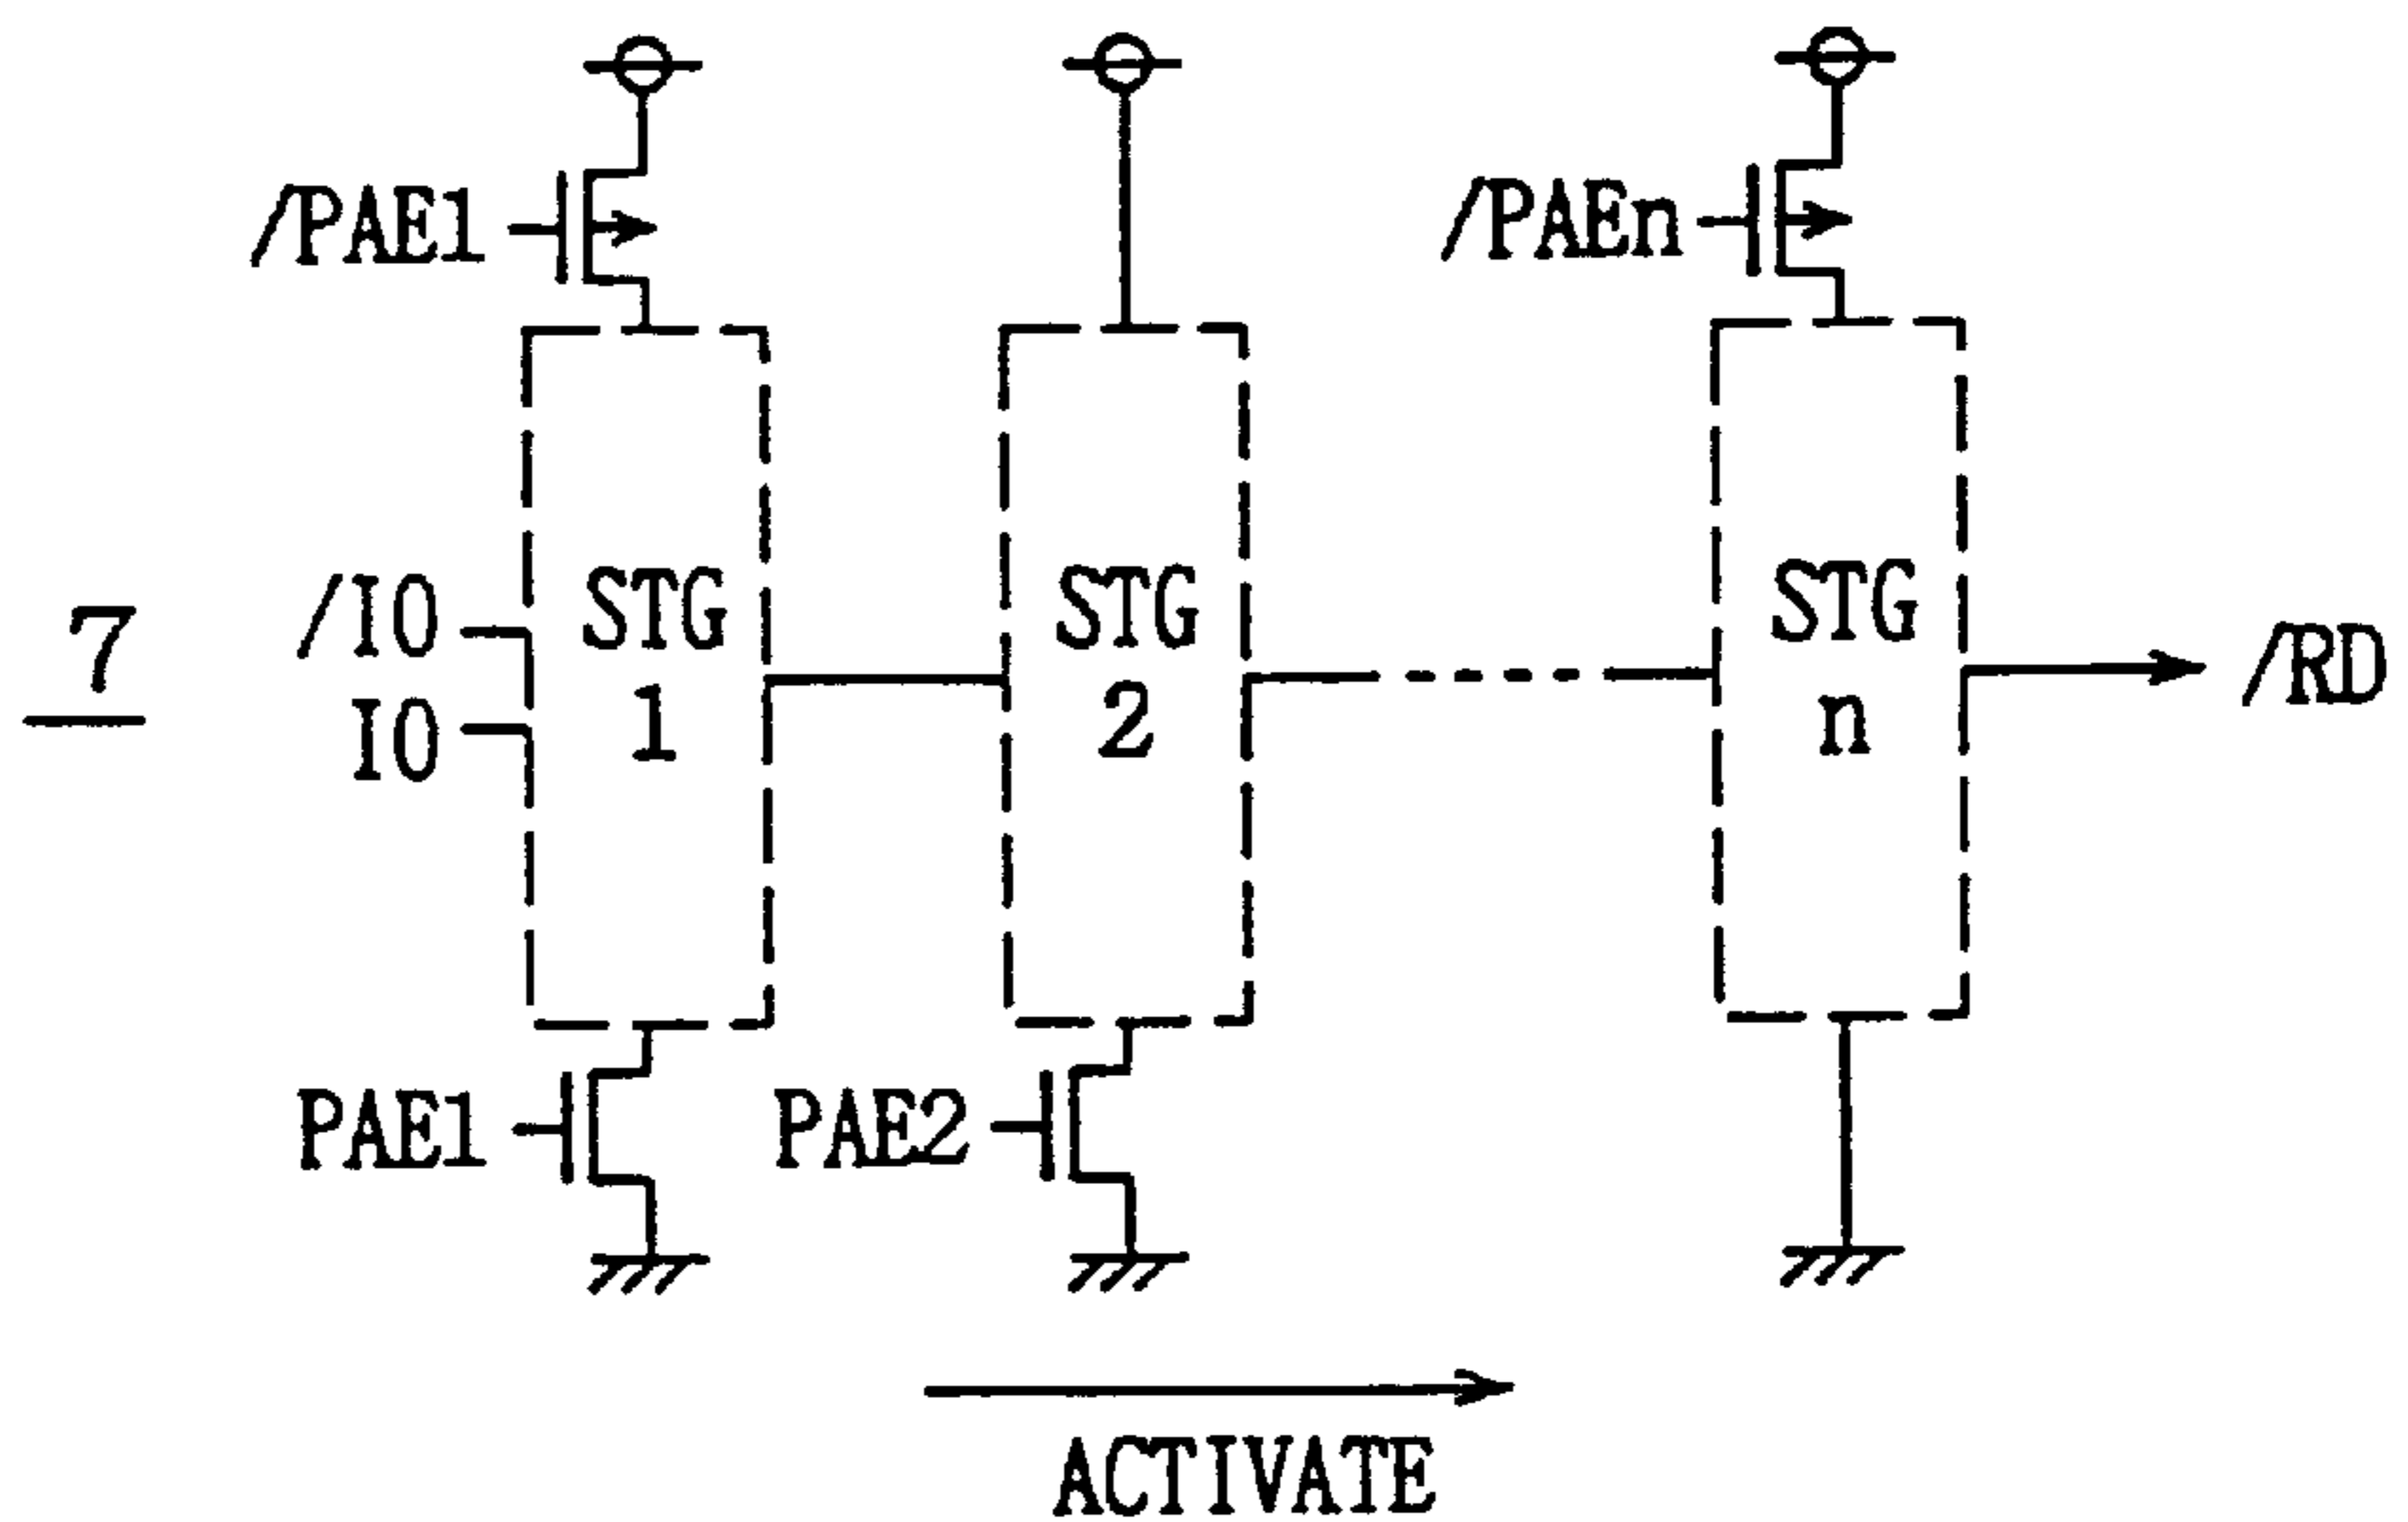 /PAE1
/PAEn
7
/IO
IO
STG
1
STG
2
STG
n
/RD
PAE1
PAE2
ACTIVATE